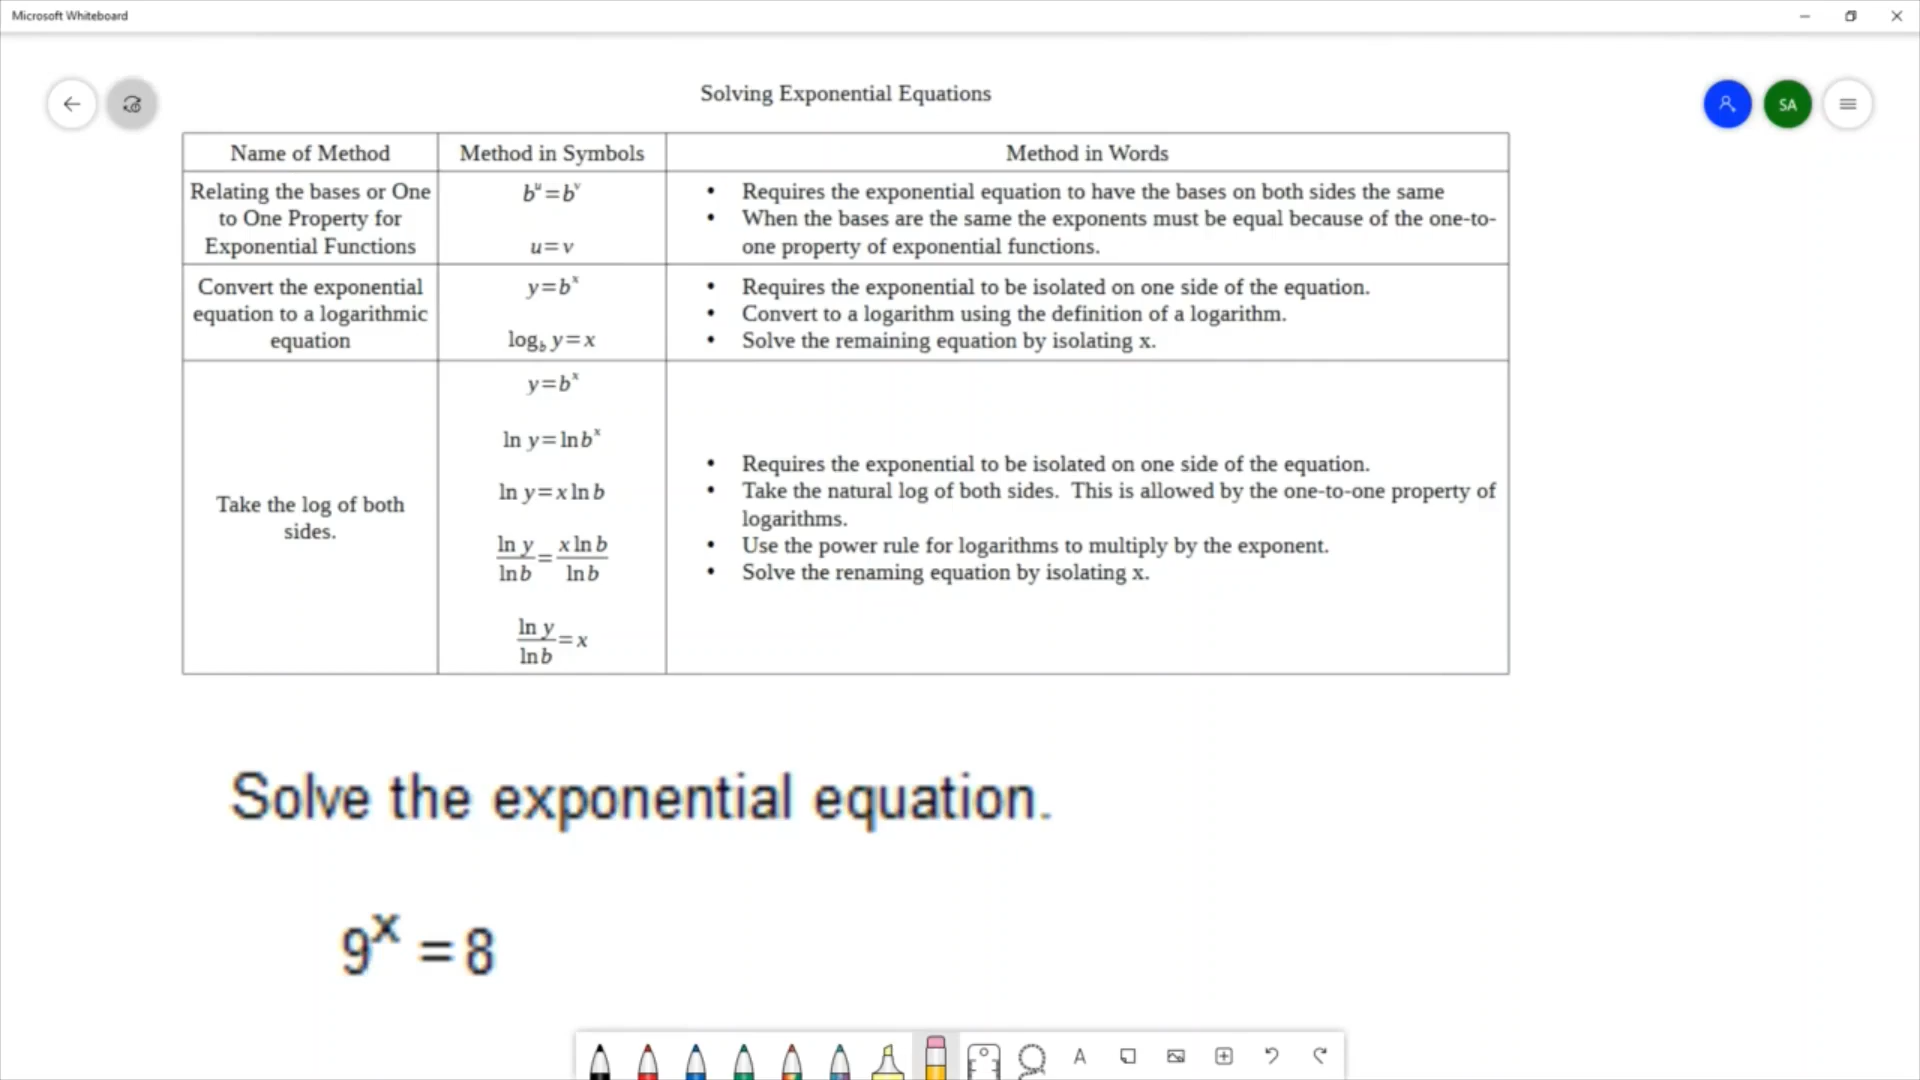 Microsoft Whiteboard
SA
Solving Exponential Equations
Name of Method
Method in Symbols
Method in Words
Relating the bases or One
to One Property for
Exponential Functions
b^u=b^v
u=v
• Requires the exponential equation to have the bases on both sides the same
• When the bases are the same the exponents must be equal because of the one-to-
one property of exponential functions.
Convert the exponential
equation to a logarithmic
equation
y=b^x
log_b y=x
• Requires the exponential to be isolated on one side of the equation.
• Convert to a logarithm using the definition of a logarithm.
• Solve the remaining equation by isolating x.
Take the log of both
sides.
y=b^x
ln y=ln b^x
ln y=x ln b
ln y/ln b = x ln b/ln b
ln y/ln b = x
• Requires the exponential to be isolated on one side of the equation.
• Take the natural log of both sides. This is allowed by the one-to-one property of
logarithms.
• Use the power rule for logarithms to multiply by the exponent.
• Solve the renaming equation by isolating x.
Solve the exponential equation.
9^x = 8